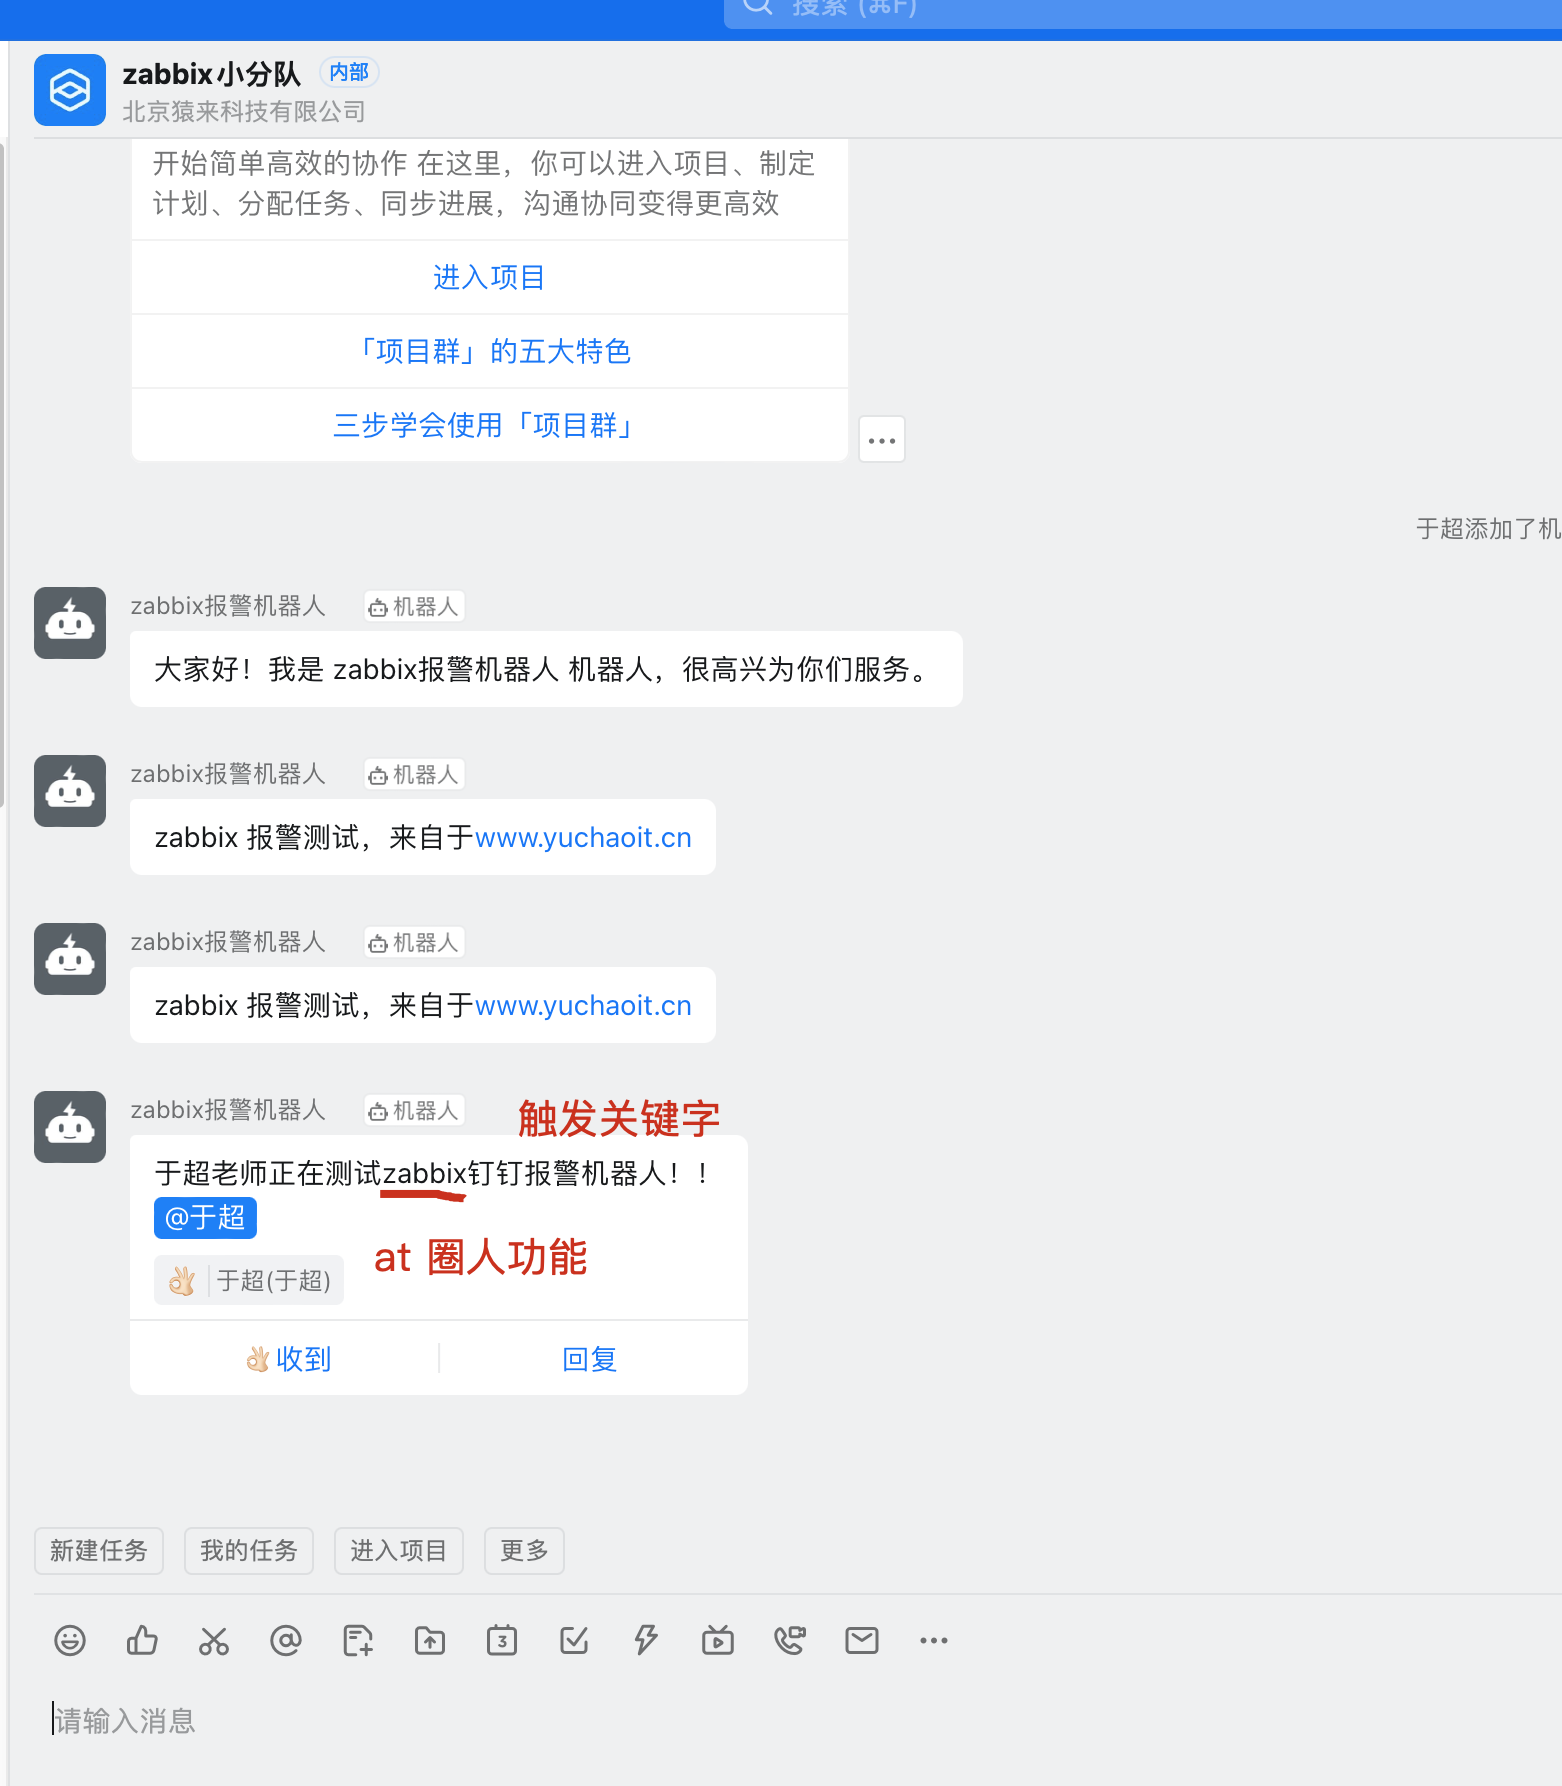 搜索 (⌘F)
zabbix小分队 内部
北京猿来科技有限公司
开始简单高效的协作 在这里，你可以进入项目、制定
计划、分配任务、同步进展，沟通协同变得更高效
进入项目
「项目群」的五大特色
三步学会使用「项目群」
于超添加了机
zabbix报警机器人 机器人
大家好！我是 zabbix报警机器人 机器人，很高兴为你们服务。
zabbix报警机器人 机器人
zabbix 报警测试，来自于www.yuchaoit.cn
zabbix报警机器人 机器人
zabbix 报警测试，来自于www.yuchaoit.cn
zabbix报警机器人 机器人 触发关键字
于超老师正在测试zabbix钉钉报警机器人！！
@于超
at 圈人功能
于超(于超)
收到 回复
新建任务 我的任务 进入项目 更多
3
请输入消息